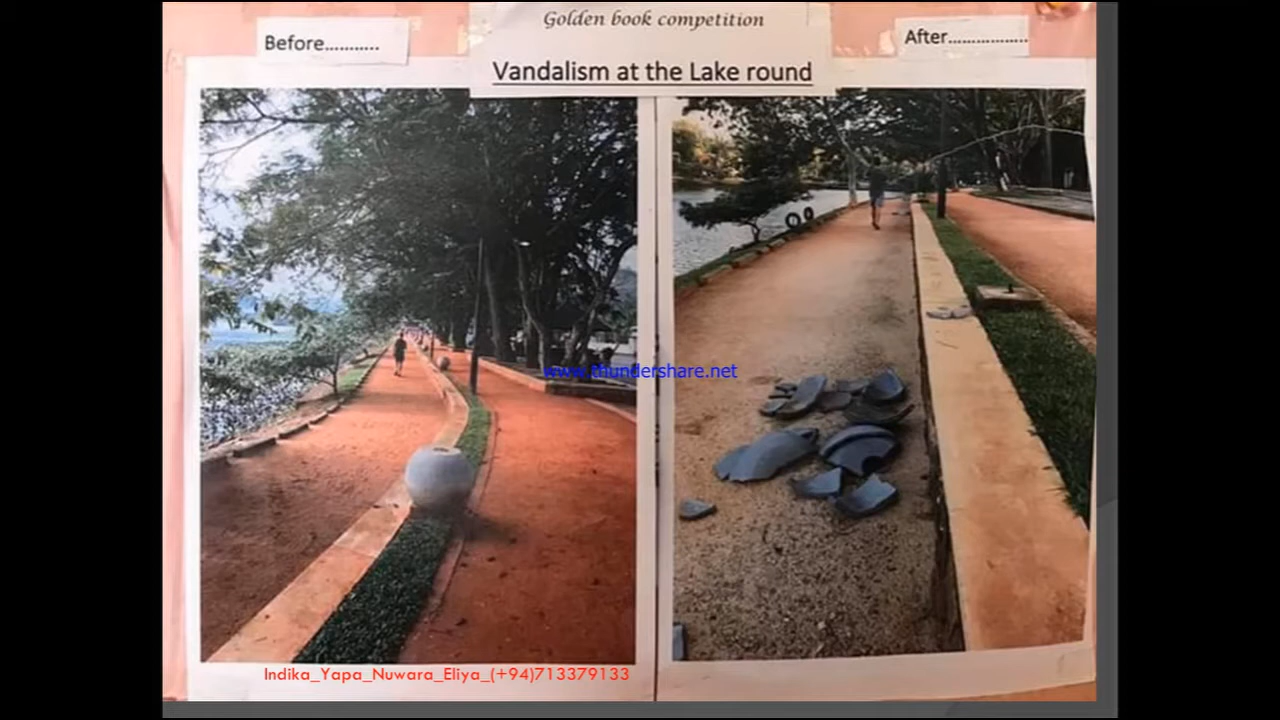 Golden book competition
Before...........
After................
Vandalism at the Lake round
www.thundershare.net
Indika_Yapa_Nuwara_Eliya_(+94)713379133